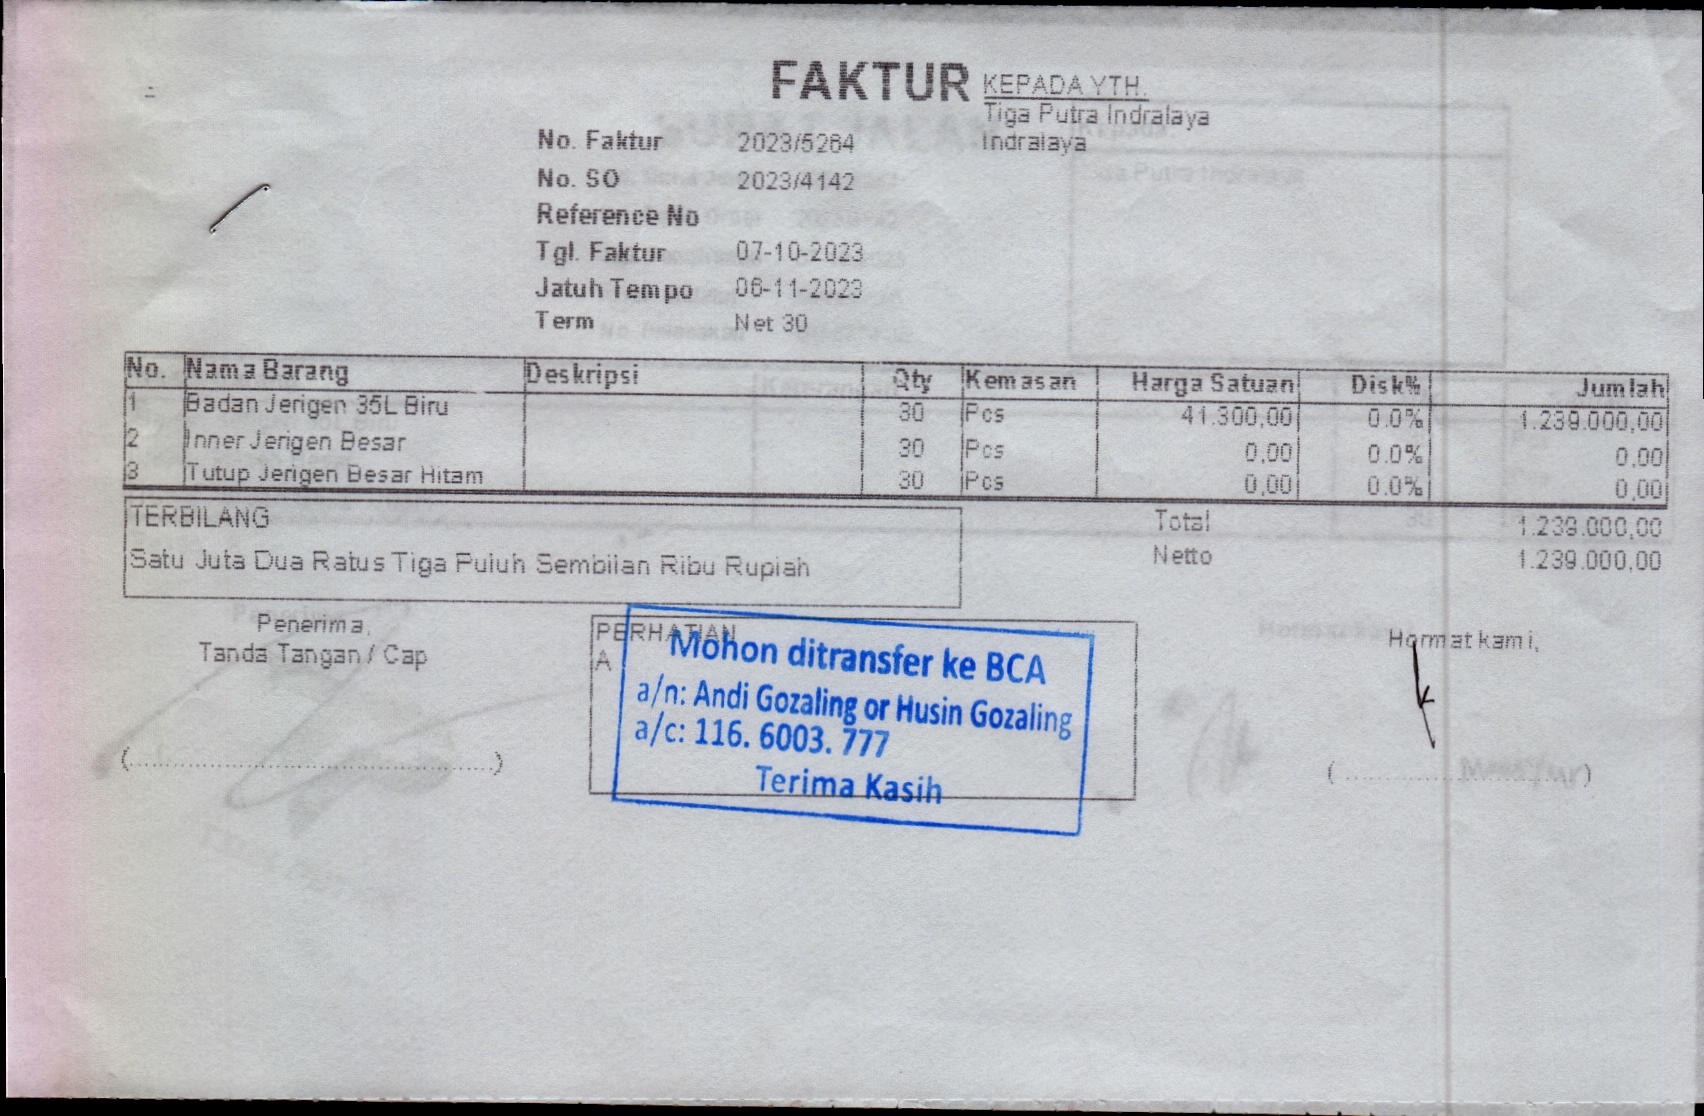 FAKTUR
KEPADA YTH.
Tiga Putra Indralaya
Indralaya
No. Faktur 2023/5284
No. SO 2023/4142
Reference No
Tgl. Faktur 07-10-2023
Jatuh Tempo 06-11-2023
Term Net 30
No. Nama Barang Deskripsi Qty Kemasan Harga Satuan Disk% Jumlah
1 Badan Jerigen 35L Biru 30 Pcs 41.300,00 0.0% 1.239.000,00
2 Inner Jerigen Besar 30 Pcs 0,00 0.0% 0,00
3 Tutup Jerigen Besar Hitam 30 Pcs 0,00 0.0% 0,00
TERBILANG
Satu Juta Dua Ratus Tiga Puluh Sembilan Ribu Rupiah
Total 1.239.000,00
Netto 1.239.000,00
Penerima,
Tanda Tangan / Cap
(..........................................................)
PERHATIAN
A
Mohon ditransfer ke BCA
a/n: Andi Gozaling or Husin Gozaling
a/c: 116. 6003. 777
Terima Kasih
Hormat kami,